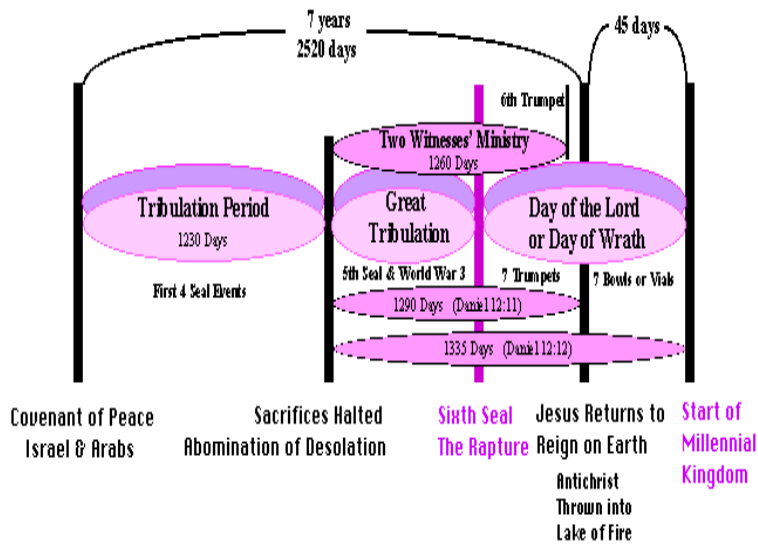 7 years
2520 days
45 days
6th Trumpet
Two Witnesses' Ministry
1260 Days
Tribulation Period
1230 Days
Great
Tribulation
Day of the Lord
or Day of Wrath
First 4 Seal Events
5th Seal & World War 3
7 Trumpets
7 Bowls or Vials
1290 Days (Daniel 12:11)
1335 Days (Daniel 12:12)
Covenant of Peace
Israel & Arabs
Sacrifices Halted
Abomination of Desolation
Sixth Seal
The Rapture
Jesus Returns to
Reign on Earth
Antichrist
Thrown into
Lake of Fire
Start of
Millennial
Kingdom